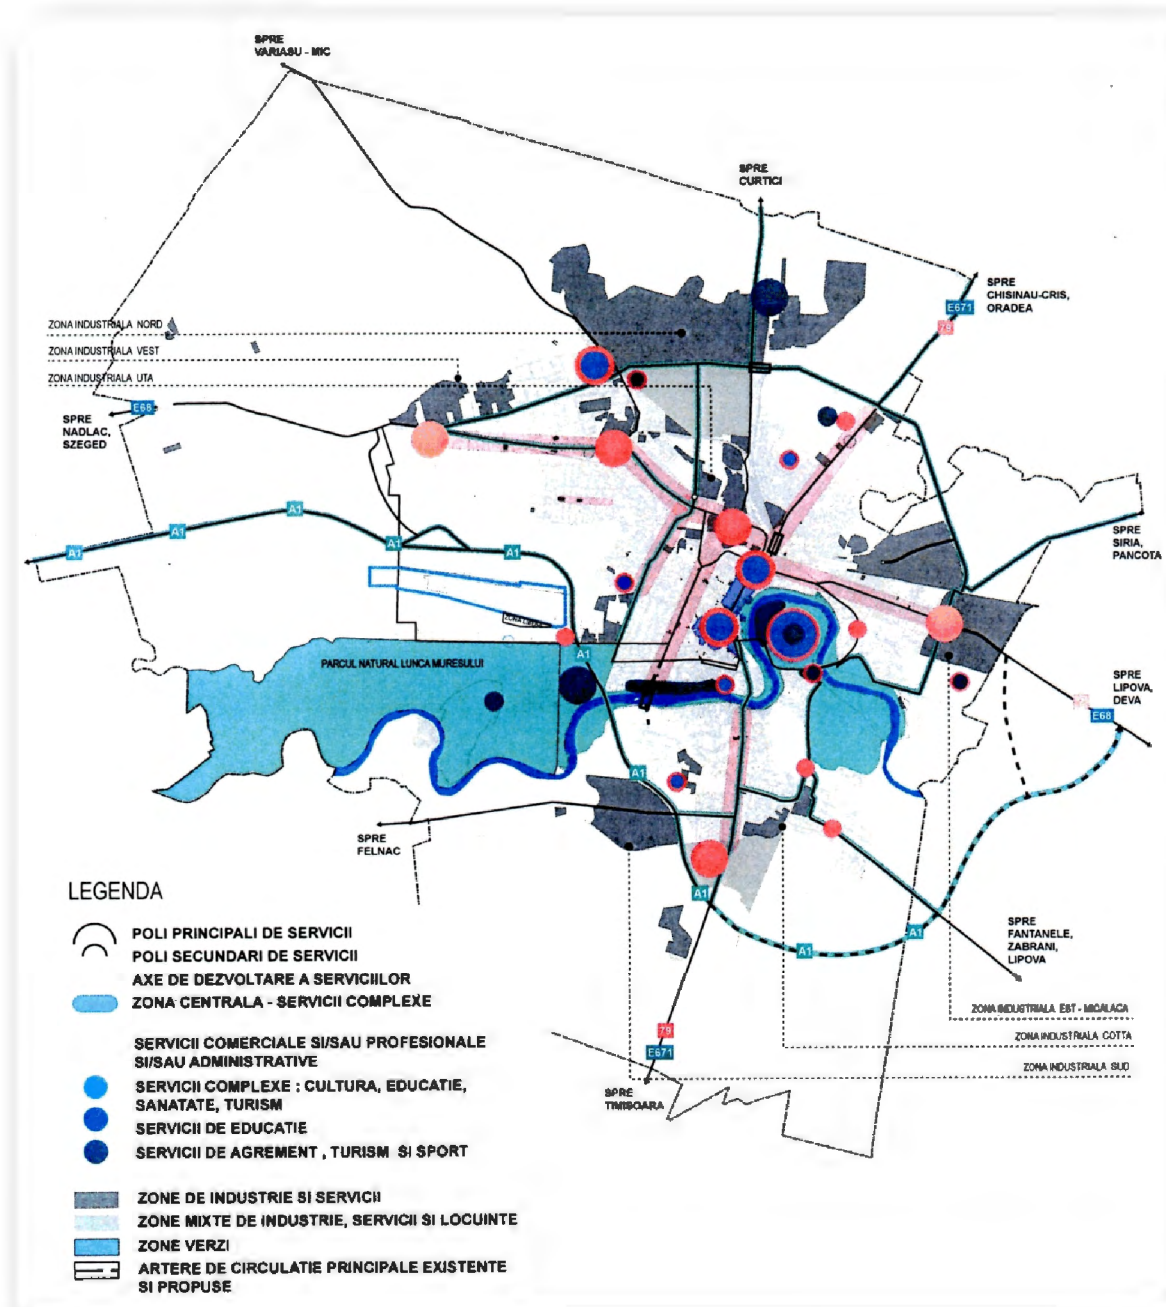 SPRE
VARIASU - MIC
SPRE
CURTICI
SPRE
CHISINAU-CRIS,
ORADEA
E671
79
ZONA INDUSTRIALA NORD
ZONA INDUSTRIALA VEST
ZONA INDUSTRIALA UTA
E68
SPRE
NADLAC,
SZEGED
A1
A1
A1
A1
A1
SPRE
SIRIA,
PANCOTA
PARCUL NATURAL LUNCA MURESULUI
A1
SPRE
LIPOVA,
DEVA
E68
A1
SPRE
FELNAC
A1
A1
A1
SPRE
FANTANELE,
ZABRANI,
LIPOVA
ZONA INDUSTRIALA EST - MICALACA
ZONA INDUSTRIALA COTTA
ZONA INDUSTRIALA SUD
79
E671
SPRE
TIMISOARA
LEGENDA
POLI PRINCIPALI DE SERVICII
POLI SECUNDARI DE SERVICII
AXE DE DEZVOLTARE A SERVICIILOR
ZONA CENTRALA - SERVICII COMPLEXE
SERVICII COMERCIALE SI/SAU PROFESIONALE
SI/SAU ADMINISTRATIVE
SERVICII COMPLEXE : CULTURA, EDUCATIE,
SANATATE, TURISM
SERVICII DE EDUCATIE
SERVICII DE AGREMENT , TURISM SI SPORT
ZONE DE INDUSTRIE SI SERVICII
ZONE MIXTE DE INDUSTRIE, SERVICII SI LOCUINTE
ZONE VERZI
ARTERE DE CIRCULATIE PRINCIPALE EXISTENTE
SI PROPUSE